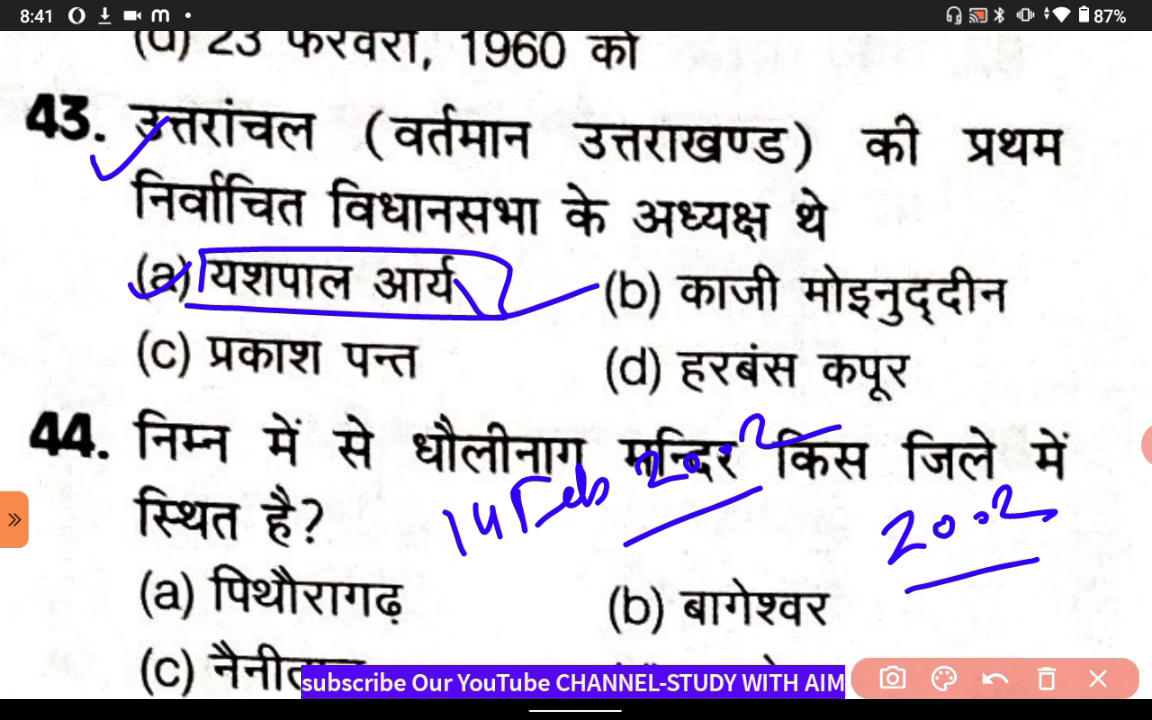 8:41
87%
(d) 23 फरवरी, 1960 को
43. उत्तरांचल (वर्तमान उत्तराखण्ड) की प्रथम
निर्वाचित विधानसभा के अध्यक्ष थे
(a) यशपाल आर्य (b) काजी मोइनुद्दीन
(c) प्रकाश पन्त (d) हरबंस कपूर
44. निम्न में से धौलीनाग मन्दिर किस जिले में
स्थित है?
14 Feb 2002
2002
(a) पिथौरागढ़ (b) बागेश्वर
(c)
subscribe Our YouTube CHANNEL-STUDY WITH AIM